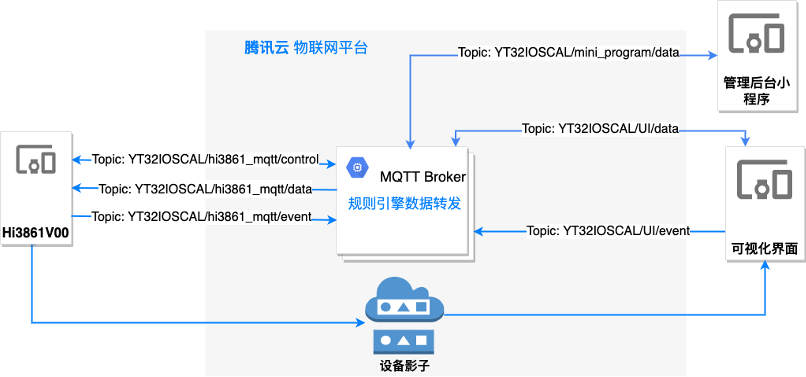 腾讯云 物联网平台
Topic: YT32IOSCAL/mini_program/data
管理后台小
程序
Topic: YT32IOSCAL/UI/data
Topic: YT32IOSCAL/hi3861_mqtt/control
MQTT Broker
Topic: YT32IOSCAL/hi3861_mqtt/data
规则引擎数据转发
Topic: YT32IOSCAL/hi3861_mqtt/event
Hi3861V00
Topic: YT32IOSCAL/UI/event
可视化界面
设备影子